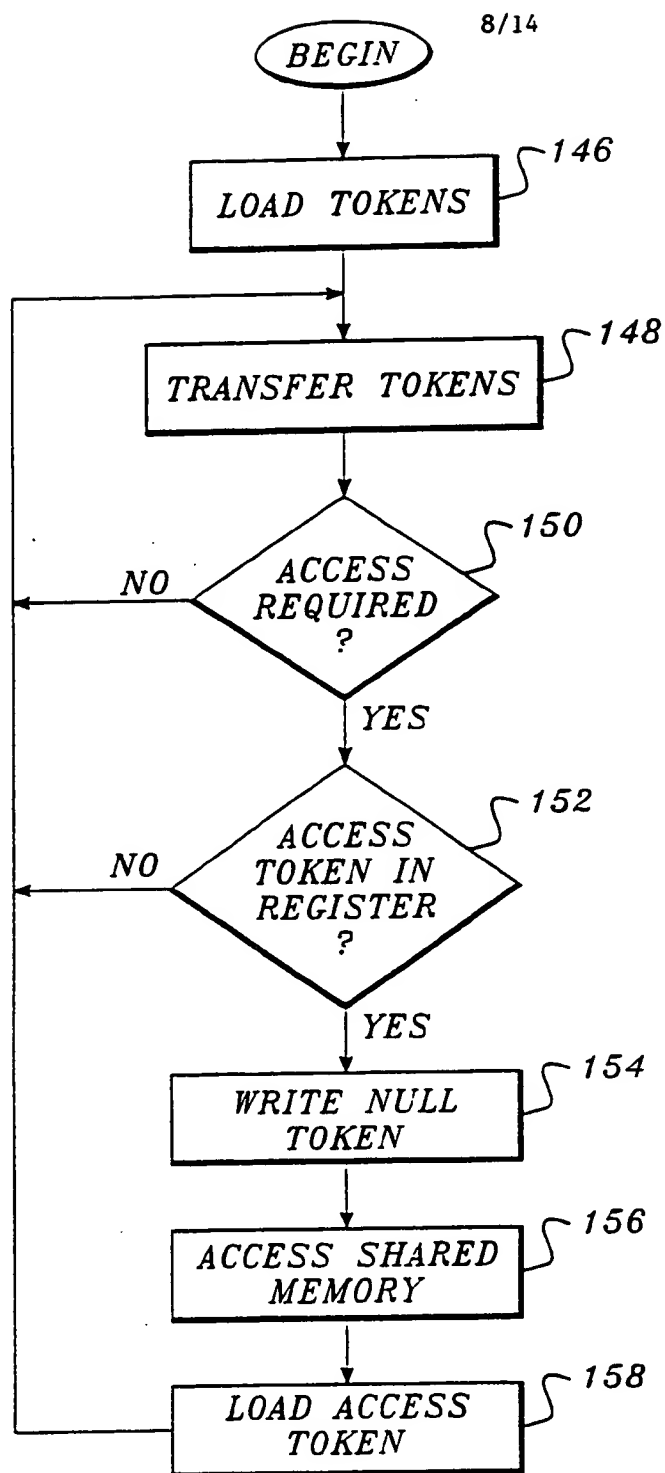 8/14
BEGIN
146
LOAD TOKENS
148
TRANSFER TOKENS
150
ACCESS
REQUIRED
?
NO
YES
152
ACCESS
TOKEN IN
REGISTER
?
NO
YES
154
WRITE NULL
TOKEN
156
ACCESS SHARED
MEMORY
158
LOAD ACCESS
TOKEN